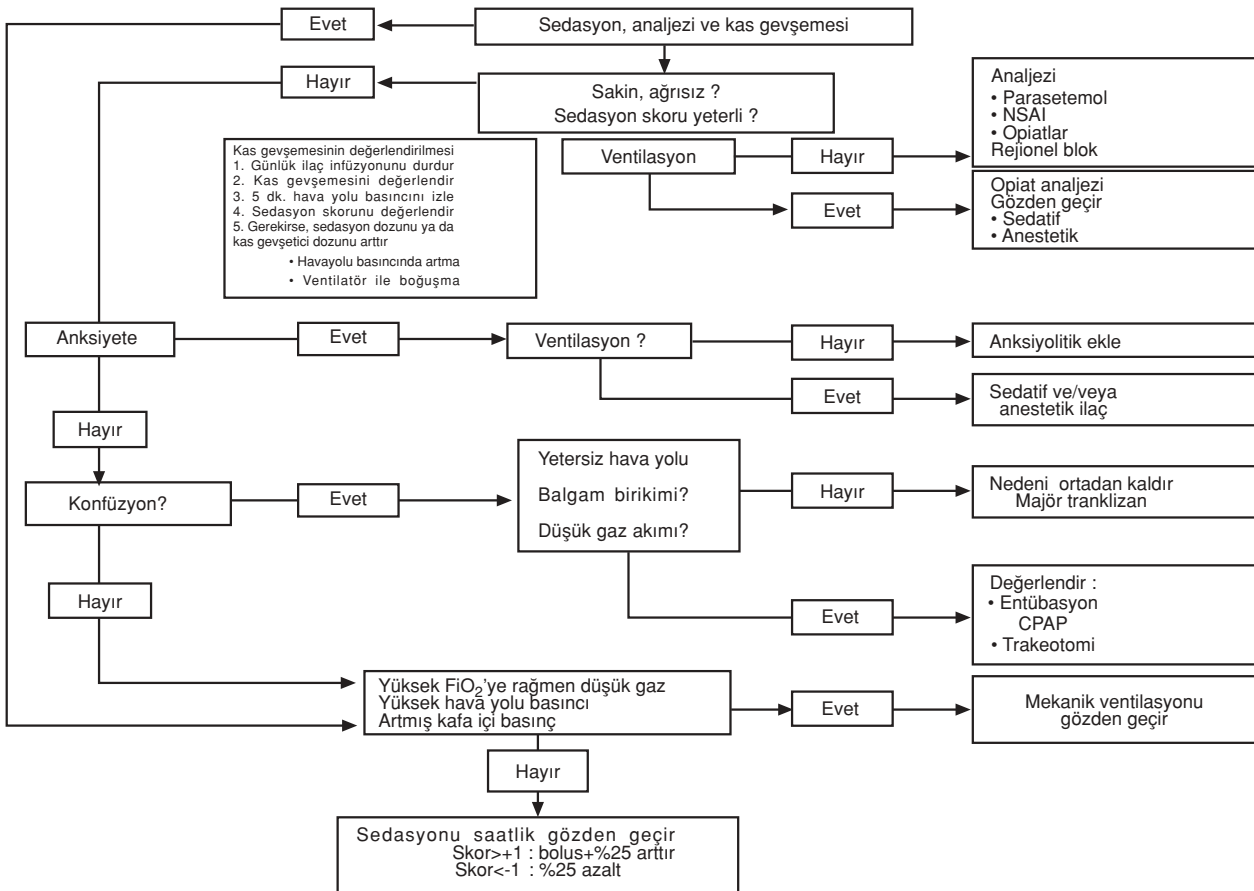 Evet
Sedasyon, analjezi ve kas gevşemesi
Hayır
Sakin, ağrısız ?
Sedasyon skoru yeterli ?
Analjezi
• Parasetemol
• NSAI
• Opiatlar
Rejionel blok
Kas gevşemesinin değerlendirilmesi
1. Günlük ilaç infüzyonunu durdur
2. Kas gevşemesini değerlendir
3. 5 dk. hava yolu basıncını izle
4. Sedasyon skorunu değerlendir
5. Gerekirse, sedasyon dozunu ya da
kas gevşetici dozunu arttır
• Havayolu basıncında artma
• Ventilatör ile boğuşma
Ventilasyon
Hayır
Evet
Opiat analjezi
Gözden geçir
• Sedatif
• Anestetik
Anksiyete
Evet
Ventilasyon ?
Hayır
Anksiyolitik ekle
Evet
Sedatif ve/veya
anestetik ilaç
Hayır
Konfüzyon?
Evet
Yetersiz hava yolu
Balgam birikimi?
Düşük gaz akımı?
Hayır
Nedeni ortadan kaldır
Majör tranklizan
Hayır
Evet
Değerlendir :
• Entübasyon
CPAP
• Trakeotomi
Yüksek FiO₂'ye rağmen düşük gaz
Yüksek hava yolu basıncı
Artmış kafa içi basınç
Evet
Mekanik ventilasyonu
gözden geçir
Hayır
Sedasyonu saatlik gözden geçir
Skor>+1 : bolus+%25 arttır
Skor<-1 : %25 azalt